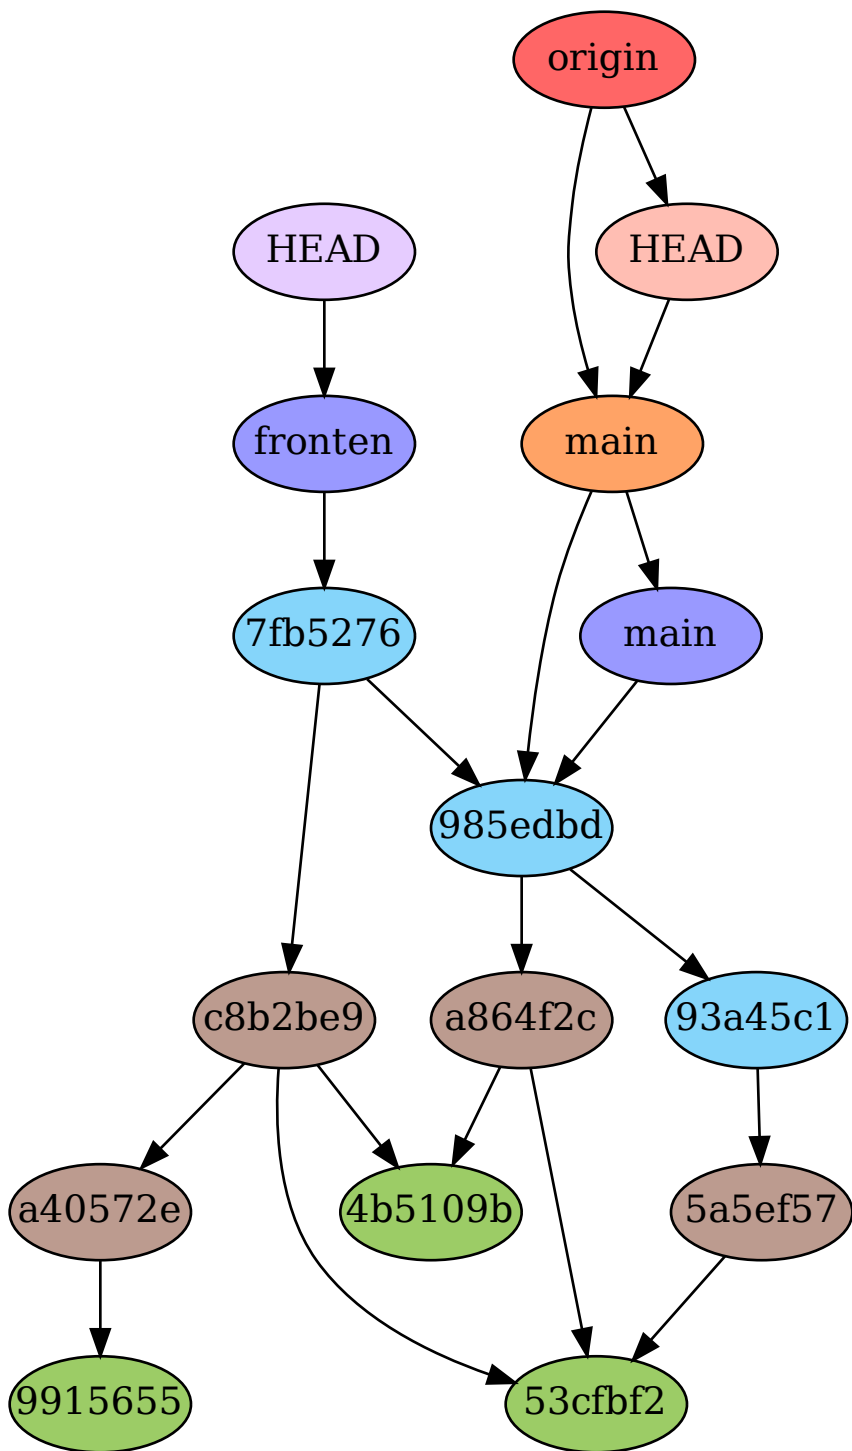 origin
HEAD
HEAD
fronten
main
7fb5276
main
985edbd
c8b2be9
a864f2c
93a45c1
a40572e
4b5109b
5a5ef57
9915655
53cfbf2